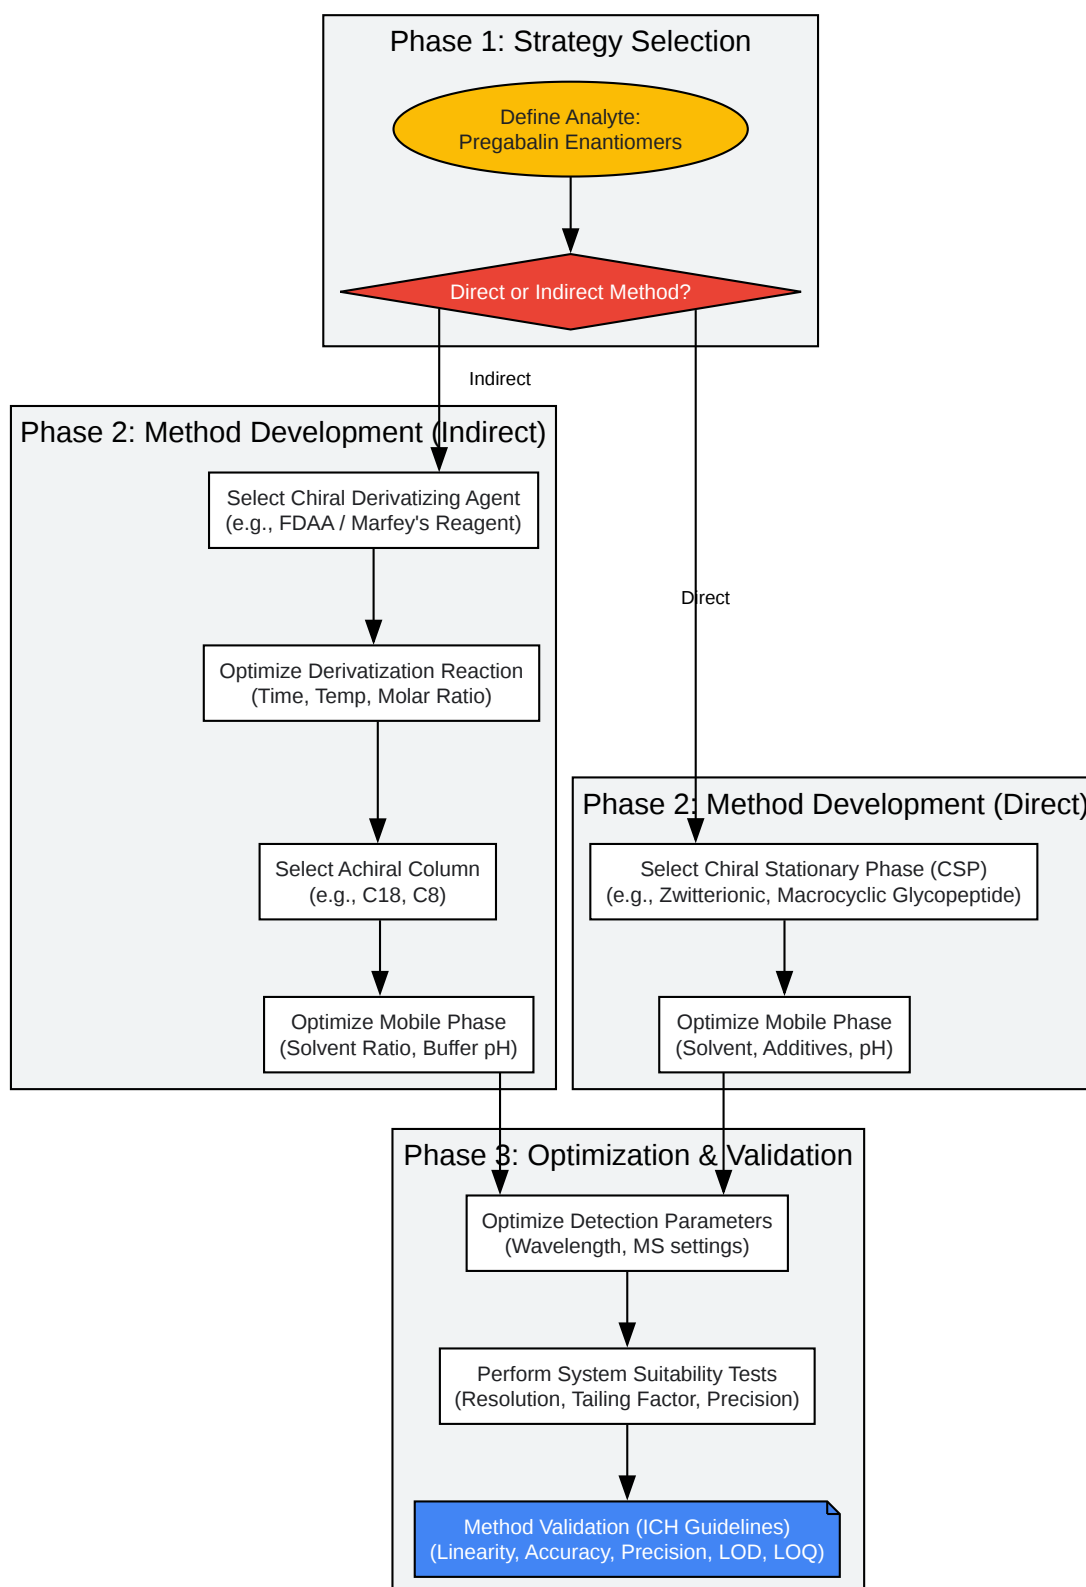 Phase 1: Strategy Selection
Define Analyte:
Pregabalin Enantiomers
Direct or Indirect Method?
Indirect
Phase 2: Method Development (Indirect)
Select Chiral Derivatizing Agent
(e.g., FDAA / Marfey's Reagent)
Optimize Derivatization Reaction
(Time, Temp, Molar Ratio)
Select Achiral Column
(e.g., C18, C8)
Optimize Mobile Phase
(Solvent Ratio, Buffer pH)
Direct
Phase 2: Method Development (Direct)
Select Chiral Stationary Phase (CSP)
(e.g., Zwitterionic, Macrocyclic Glycopeptide)
Optimize Mobile Phase
(Solvent, Additives, pH)
Phase 3: Optimization & Validation
Optimize Detection Parameters
(Wavelength, MS settings)
Perform System Suitability Tests
(Resolution, Tailing Factor, Precision)
Method Validation (ICH Guidelines)
(Linearity, Accuracy, Precision, LOD, LOQ)